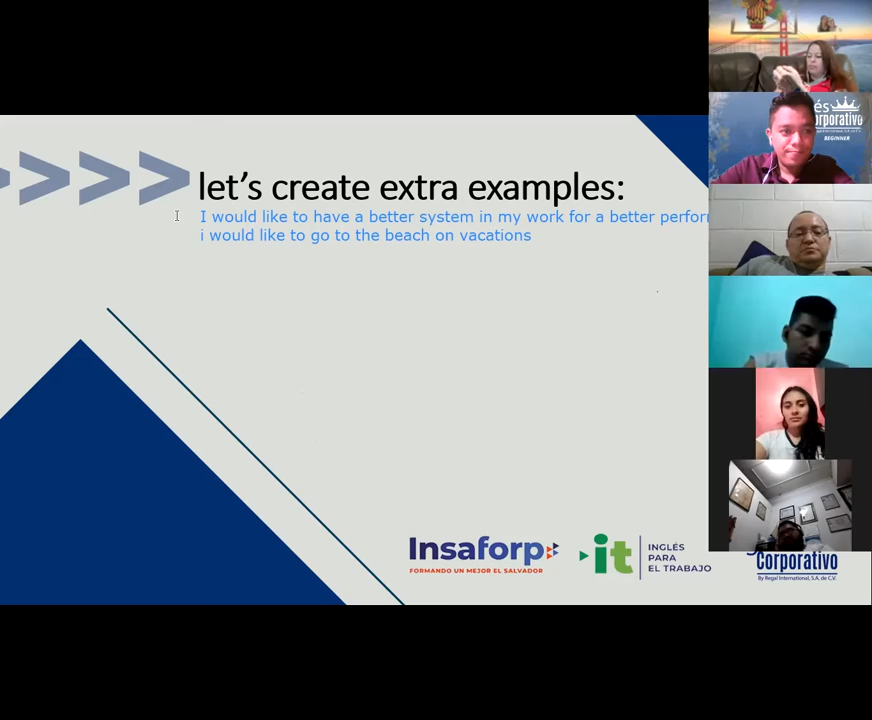 és
orporativo
BEGINNER
>>>> let's create extra examples:
I would like to have a better system in my work for a better perfor
i would like to go to the beach on vacations
Insaforp
FORMANDO UN MEJOR EL SALVADOR
it
INGLÉS
PARA
EL TRABAJO
Corporativo
By Regal International, S.A. de C.V.